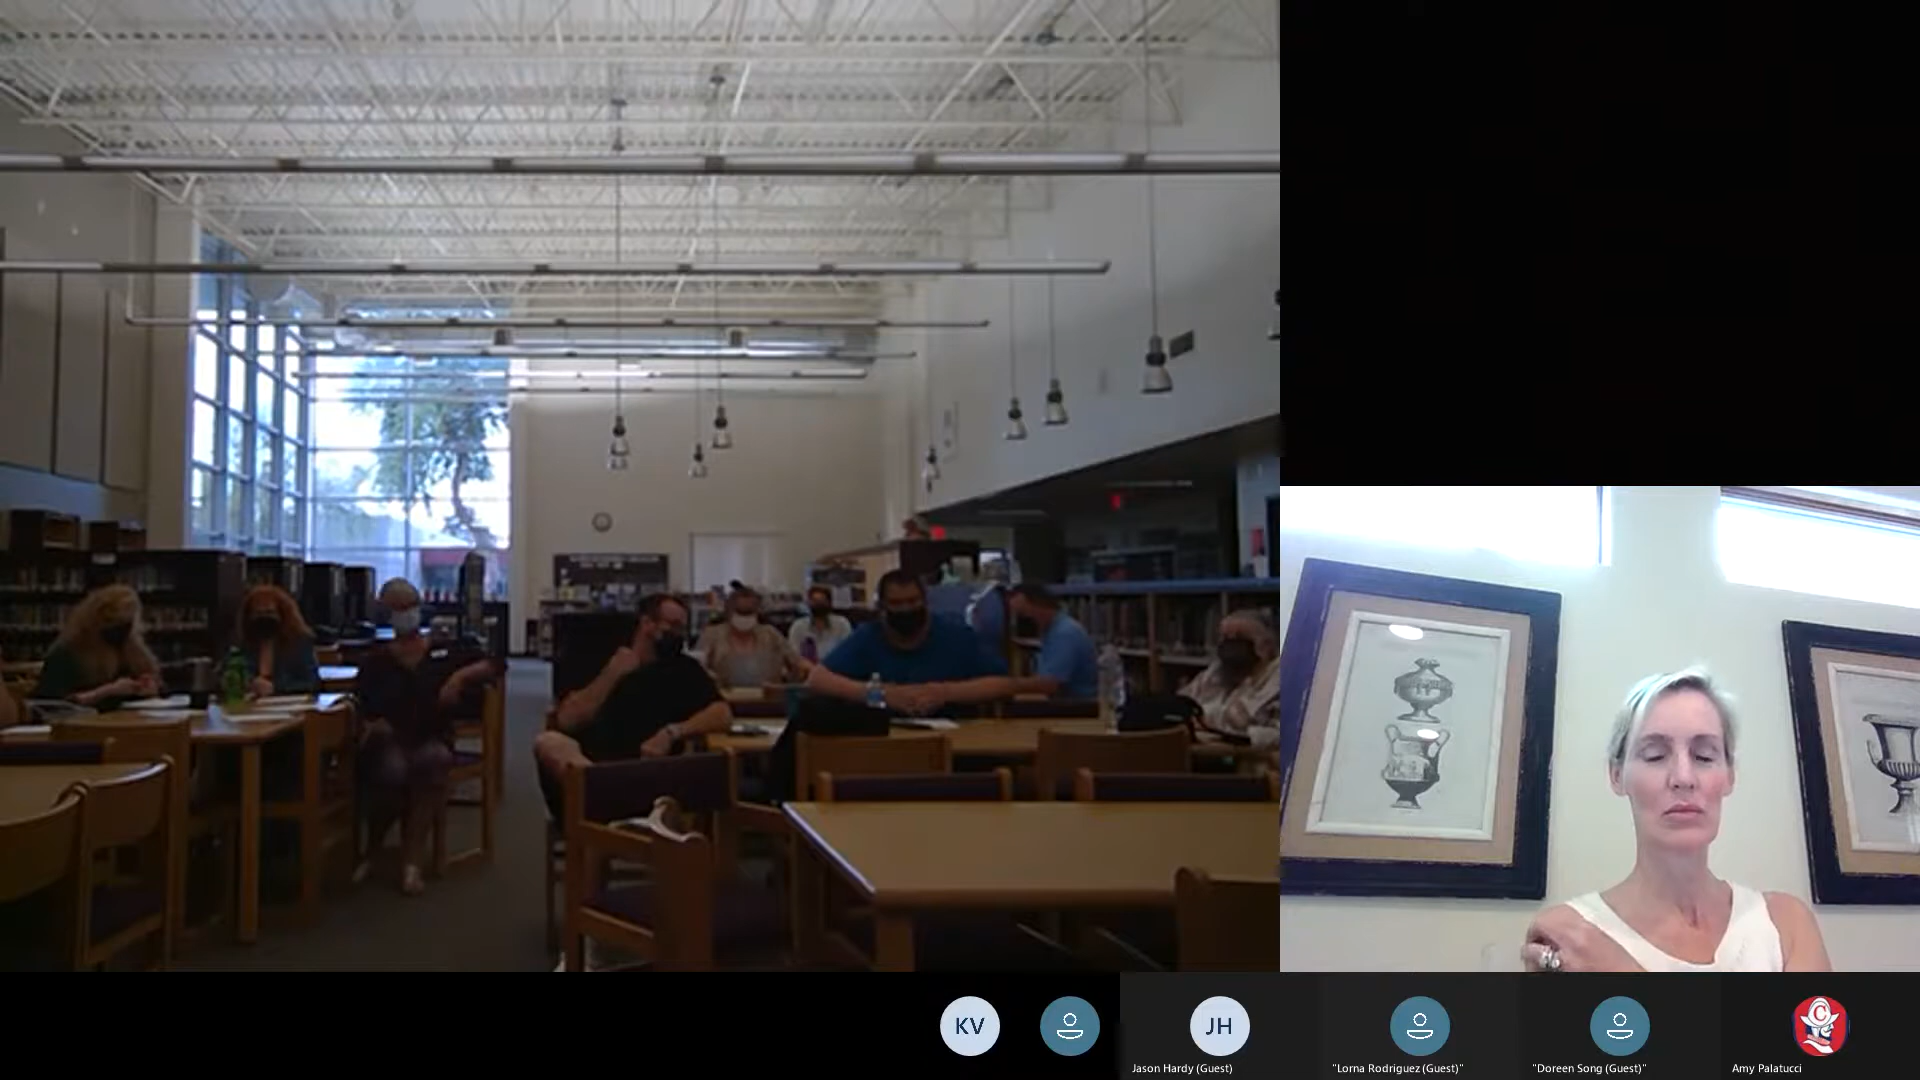 KV
JH
C
Jason Hardy (Guest)
"Lorna Rodriguez (Guest)"
"Doreen Song (Guest)"
Amy Palatucci